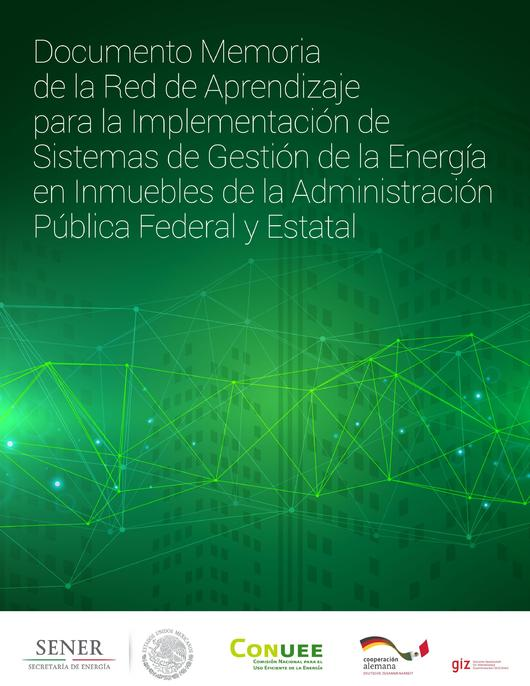 Documento Memoria
de la Red de Aprendizaje
para la Implementación de
Sistemas de Gestión de la Energía
en Inmuebles de la Administración
Pública Federal y Estatal
SENER
SECRETARÍA DE ENERGÍA
ESTADOS UNIDOS MEXICANOS
CONUEE
COMISIÓN NACIONAL PARA EL
USO EFICIENTE DE LA ENERGÍA
cooperación
alemana
DEUTSCHE ZUSAMMENARBEIT
giz